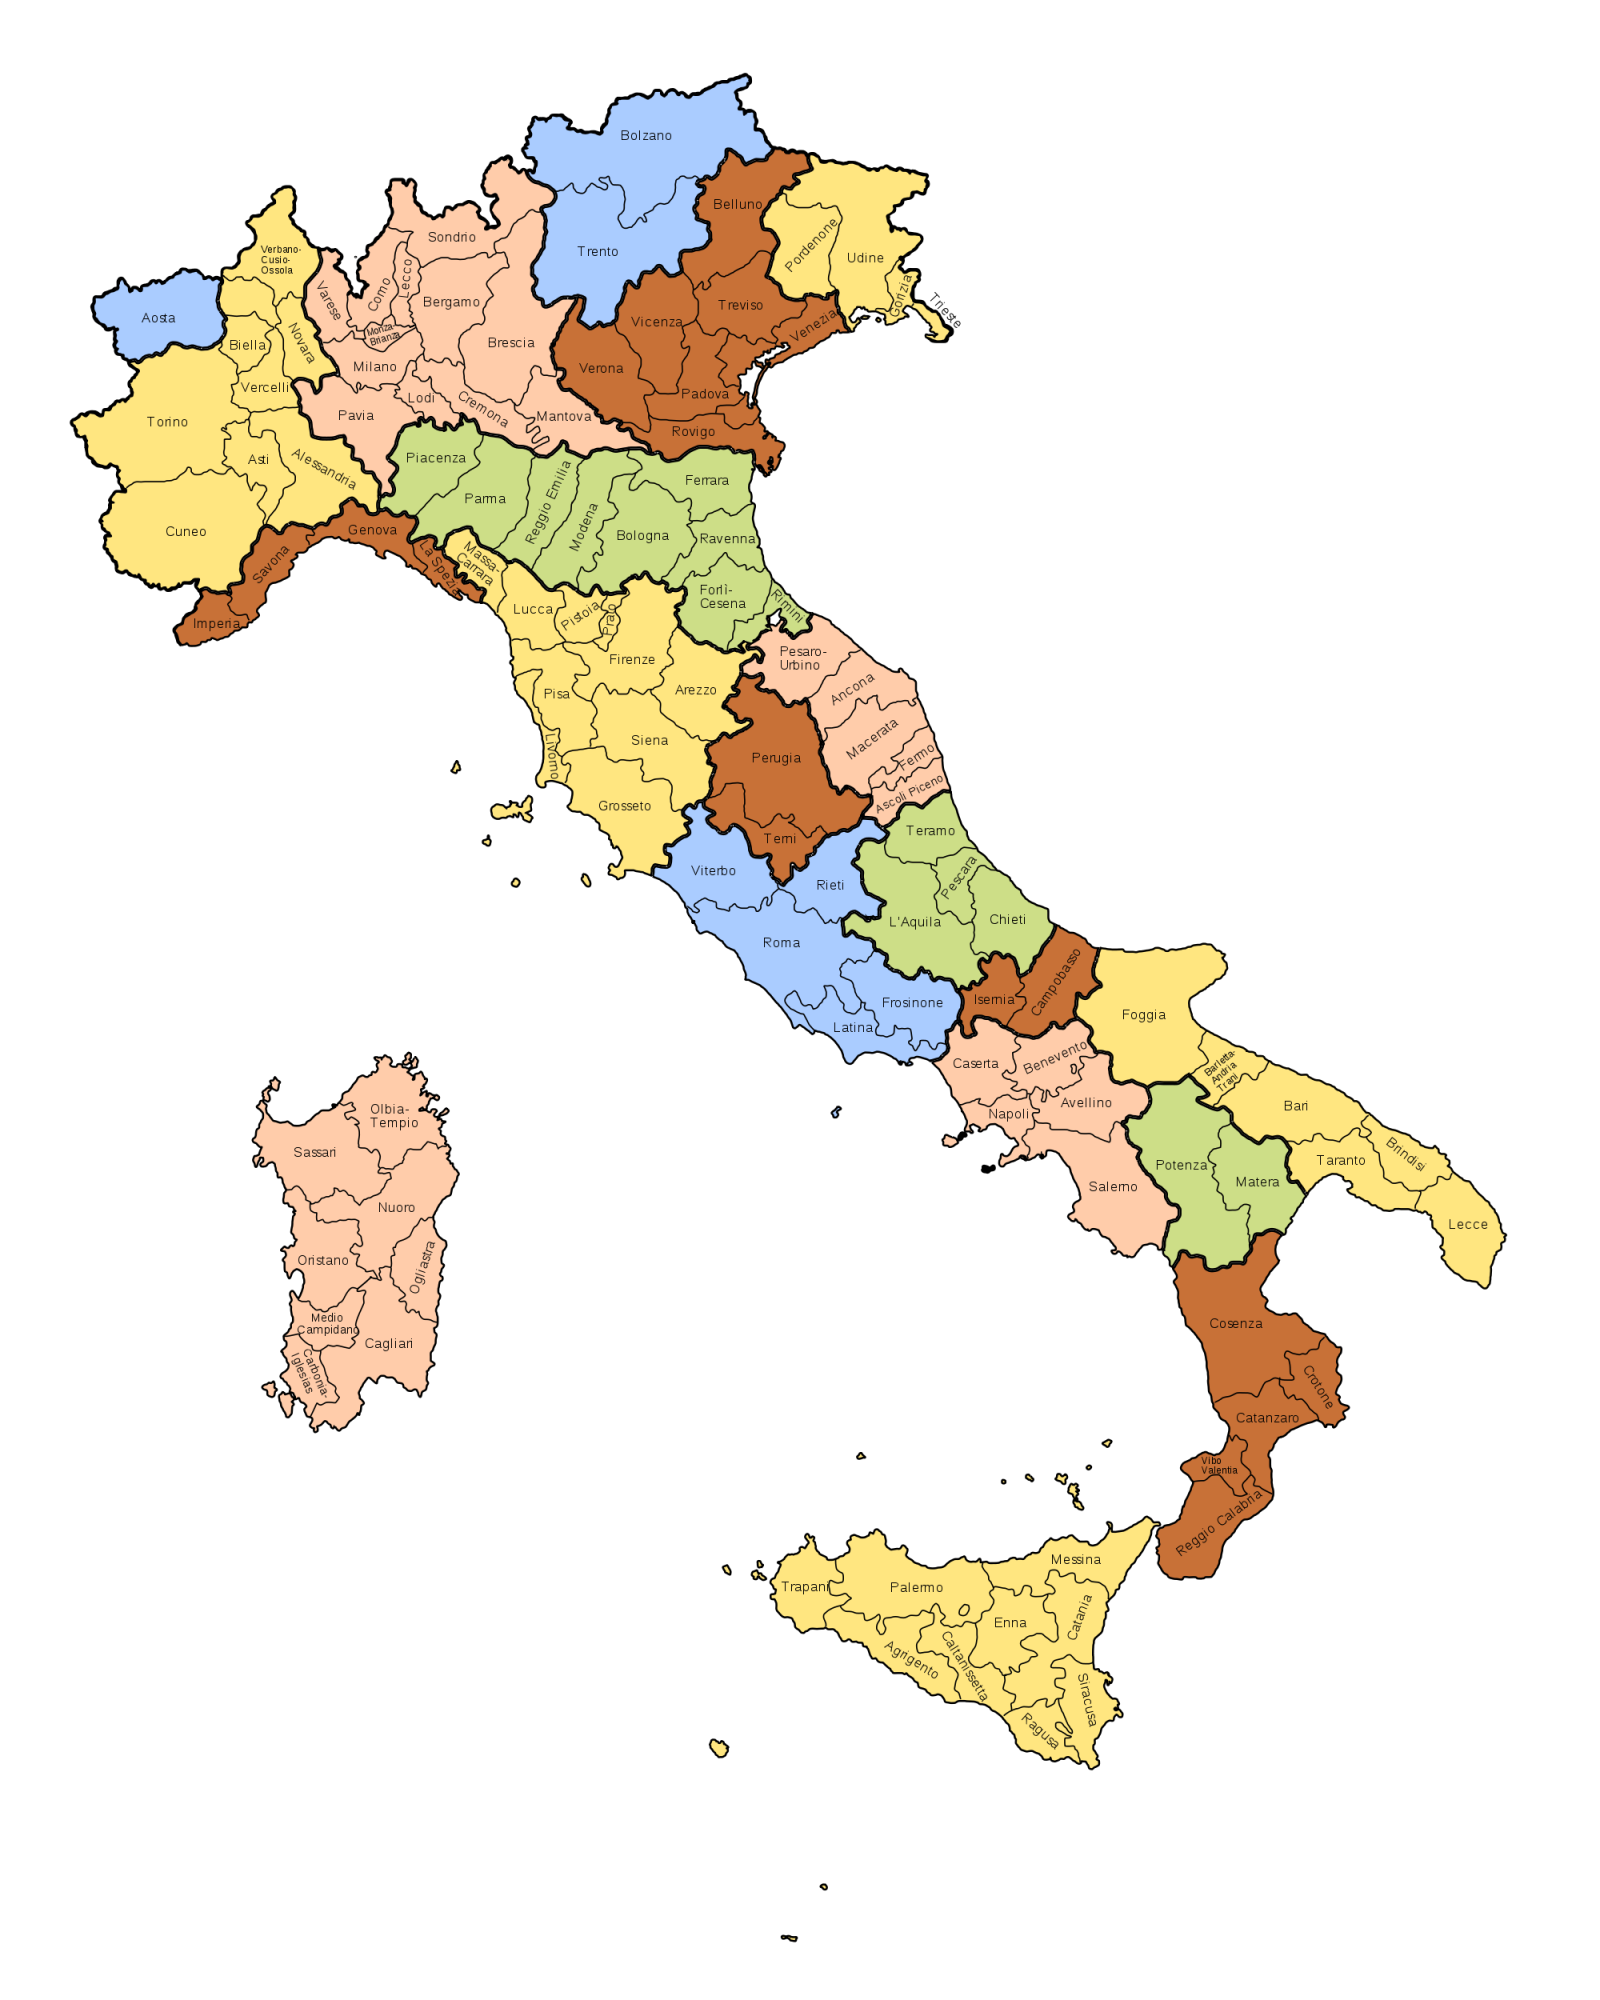 Bolzano
Belluno
Pordenone
Udine
Gorizia
Trieste
Trento
Sondrio
Verbano-
Cusio-
Ossola
Aosta
Varese
Como
Lecco
Bergamo
Monza-
Brianza
Brescia
Vicenza
Treviso
Venezia
Verona
Padova
Rovigo
Biella
Novara
Vercelli
Milano
Pavia
Lodi
Cremona
Mantova
Torino
Asti
Alessandria
Cuneo
Piacenza
Parma
Reggio Emilia
Modena
Ferrara
Bologna
Ravenna
Forlì-
Cesena
Rimini
Genova
Savona
La Spezia
Imperia
Massa-
Carrara
Lucca
Pistoia
Prato
Firenze
Pisa
Arezzo
Livorno
Siena
Grosseto
Pesaro-
Urbino
Ancona
Macerata
Fermo
Ascoli Piceno
Perugia
Terni
Viterbo
Rieti
Roma
Frosinone
Latina
Teramo
Pescara
L'Aquila
Chieti
Isernia
Campobasso
Caserta
Benevento
Napoli
Avellino
Salerno
Foggia
Barletta-
Andria
Trani
Bari
Taranto
Brindisi
Lecce
Potenza
Matera
Olbia-
Tempio
Sassari
Nuoro
Oristano
Ogliastra
Medio
Campidano
Cagliari
Carbonia-
Iglesias
Cosenza
Crotone
Catanzaro
Vibo
Valentia
Reggio Calabria
Messina
Trapani
Palermo
Enna
Catania
Agrigento
Caltanissetta
Siracusa
Ragusa